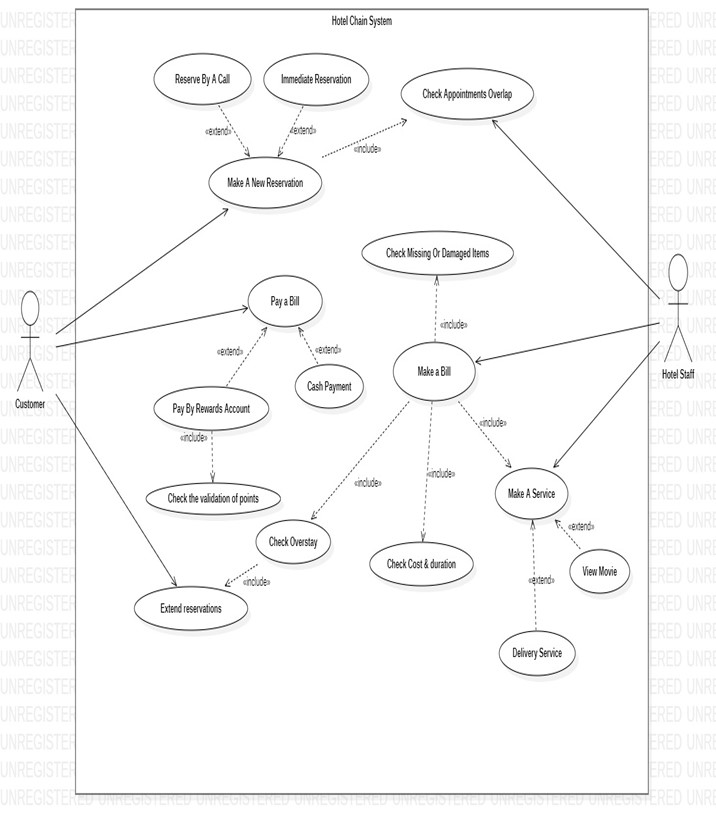 Hotel Chain System
Reserve By A Call
Immediate Reservation
Check Appointments Overlap
«extend»
«extend»
«include»
Make A New Reservation
Check Missing Or Damaged Items
Pay a Bill
«include»
«extend»
«extend»
Make a Bill
Hotel Staff
Cash Payment
Customer
Pay By Rewards Account
«include»
«include»
«include»
«include»
Make A Service
Check the validation of points
«extend»
Check Overstay
Check Cost & duration
View Movie
«include»
«extend»
Extend reservations
Delivery Service
UNREGISTERED UNREGISTERED UNREGISTERED UNREGISTERED UNREGISTERED UNREGISTERED